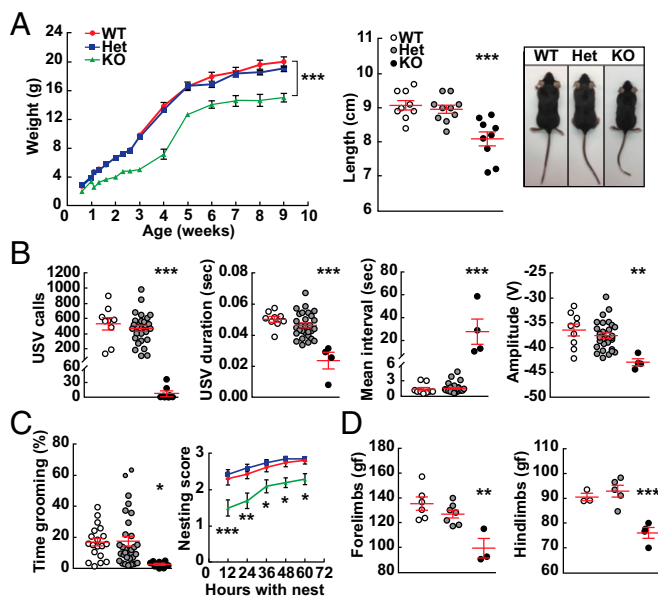 A
WT
Het
KO
24
20
16
12
8
4
0
Weight (g)
0 1 2 3 4 5 6 7 8 9 10
Age (weeks)
***
WT
Het
KO
***
11
10
9
8
7
6
Length (cm)
WT Het KO
B
1200
1000
800
600
400
200
30
0
USV calls
***
0.08
0.06
0.04
0.02
0.00
USV duration (sec)
***
80
60
40
20
3
0
Mean interval (sec)
***
-25
-30
-35
-40
-45
-50
Amplitude (V)
**
C
80
60
40
20
0
Time grooming (%)
*
3
2
1
0
Nesting score
*** ** * * *
0 12 24 36 48 60 72
Hours with nest
D
180
160
140
120
100
80
Forelimbs (gf)
**
110
100
90
80
70
60
Hindlimbs (gf)
***